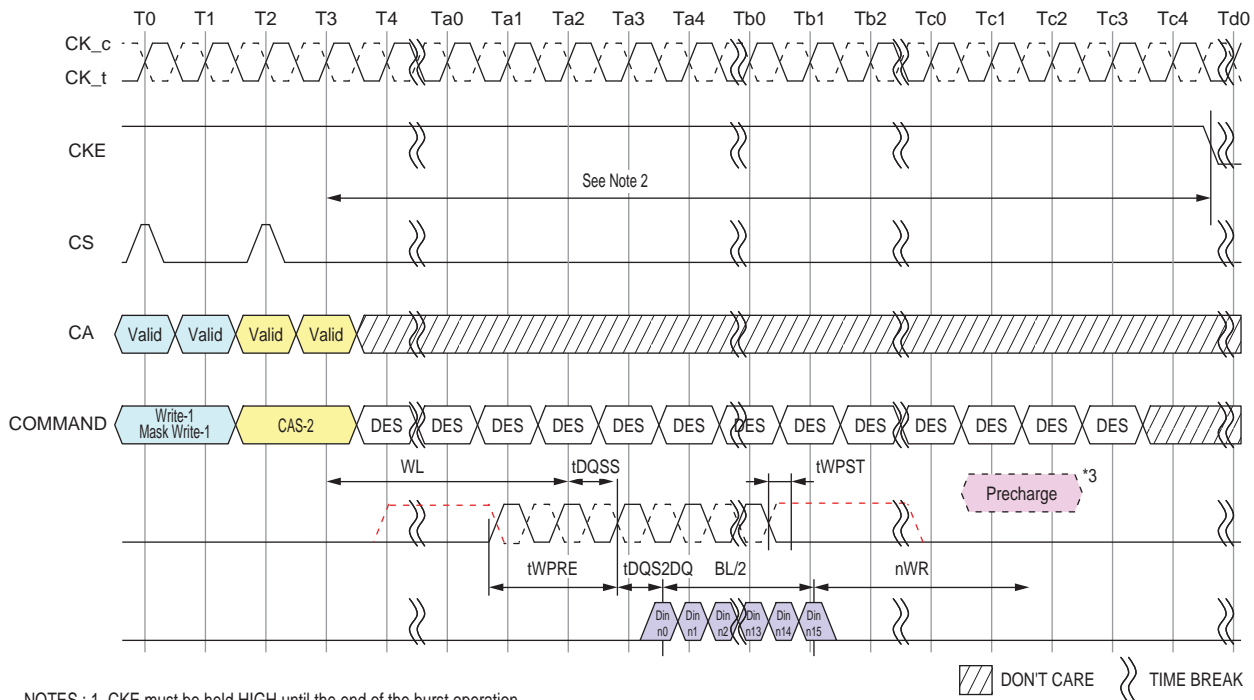 T0 T1 T2 T3 T4 Ta0 Ta1 Ta2 Ta3 Ta4 Tb0 Tb1 Tb2 Tc0 Tc1 Tc2 Tc3 Tc4 Td0
CK_c
CK_t
CKE
See Note 2
CS
CA Valid Valid Valid Valid
COMMAND Write-1 Mask Write-1 CAS-2 DES DES DES DES DES DES DES DES DES DES DES DES DES
WL tDQSS tWPST
Precharge *3
tWPRE tDQS2DQ BL/2 nWR
Din n0 Din n1 Din n2 Din n13 Din n14 Din n15
DON'T CARE TIME BREAK
NOTES : 1. CKE must be held HIGH until the end of the burst operation